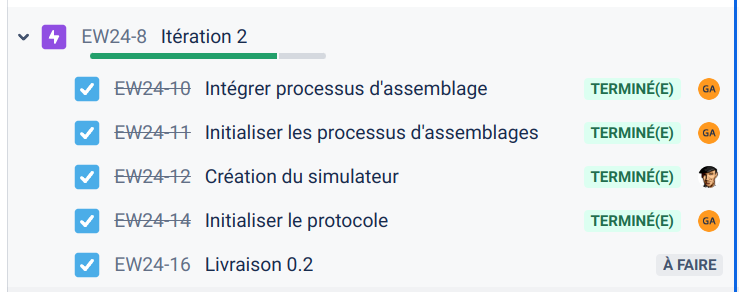 EW24-8 Itération 2
EW24-10 Intégrer processus d'assemblage TERMINÉ(E) GA
EW24-11 Initialiser les processus d'assemblages TERMINÉ(E) GA
EW24-12 Création du simulateur TERMINÉ(E)
EW24-14 Initialiser le protocole TERMINÉ(E) GA
EW24-16 Livraison 0.2 À FAIRE